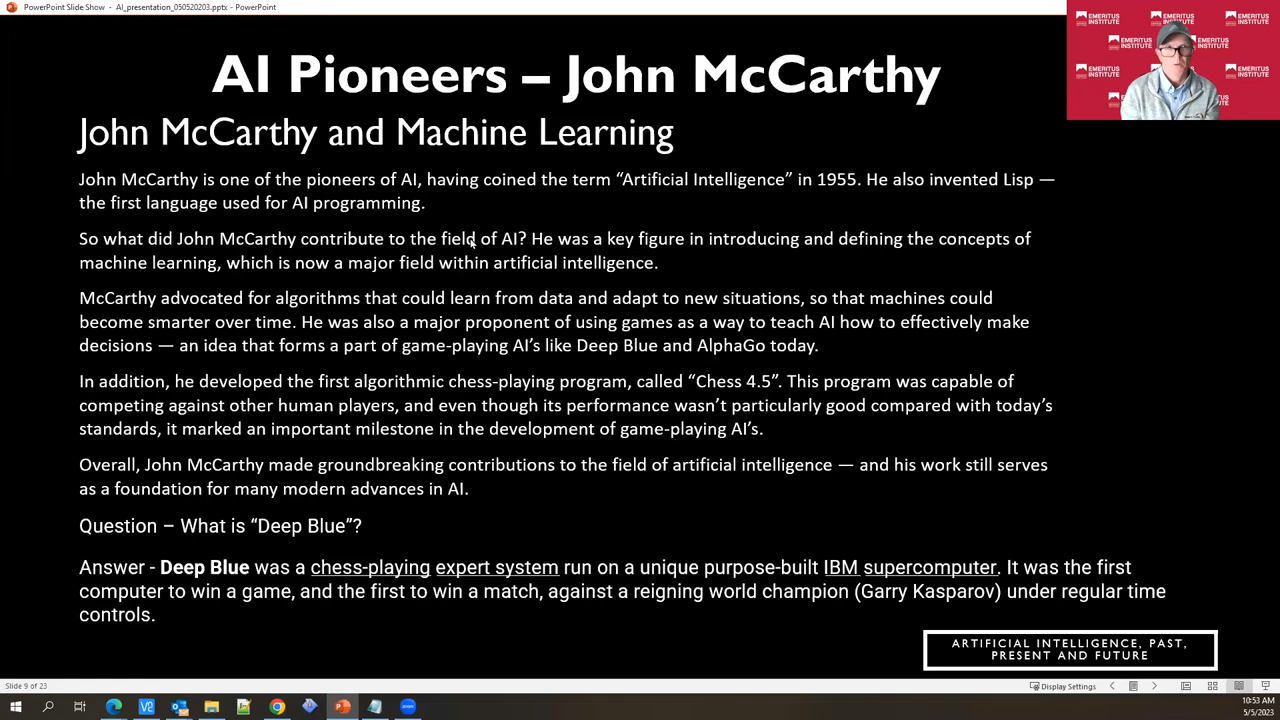 PowerPoint Slide Show - AI_presentation_050520203.pptx - PowerPoint
EMERITUS INSTITUTE
EMERITUS INSTITUTE
EMERITUS INSTITUTE
EMERITUS INSTITUTE
EMERITUS INSTITUTE
EMERITUS INSTITUTE
EMERITUS INSTITUTE
AI Pioneers – John McCarthy
John McCarthy and Machine Learning
John McCarthy is one of the pioneers of AI, having coined the term “Artificial Intelligence” in 1955. He also invented Lisp —
the first language used for AI programming.
So what did John McCarthy contribute to the field of AI? He was a key figure in introducing and defining the concepts of
machine learning, which is now a major field within artificial intelligence.
McCarthy advocated for algorithms that could learn from data and adapt to new situations, so that machines could
become smarter over time. He was also a major proponent of using games as a way to teach AI how to effectively make
decisions — an idea that forms a part of game-playing AI’s like Deep Blue and AlphaGo today.
In addition, he developed the first algorithmic chess-playing program, called “Chess 4.5”. This program was capable of
competing against other human players, and even though its performance wasn’t particularly good compared with today’s
standards, it marked an important milestone in the development of game-playing AI’s.
Overall, John McCarthy made groundbreaking contributions to the field of artificial intelligence — and his work still serves
as a foundation for many modern advances in AI.
Question – What is “Deep Blue”?
Answer - Deep Blue was a chess-playing expert system run on a unique purpose-built IBM supercomputer. It was the first
computer to win a game, and the first to win a match, against a reigning world champion (Garry Kasparov) under regular time
controls.
ARTIFICIAL INTELLIGENCE, PAST,
PRESENT AND FUTURE
Slide 9 of 23
Display Settings
10:53 AM
5/5/2023